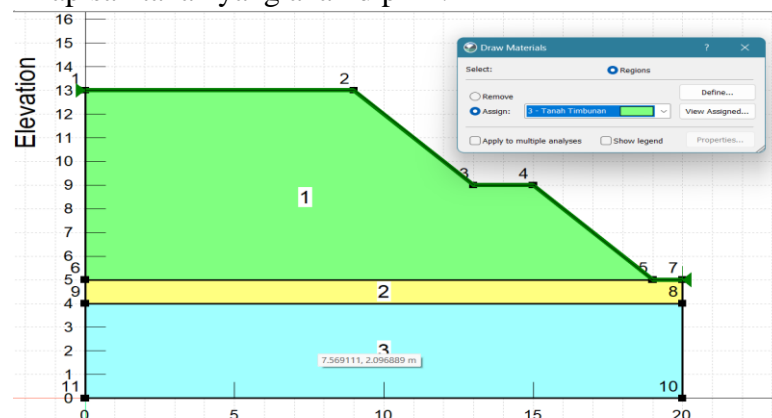 16
15
14
13
12
11
10
9
8
7
6
5
4
3
2
1
0
Elevation
1
2
3
4
5
6
7
8
9
10
11
1
2
3
7.569111, 2.096889 m
0
5
10
15
20
Draw Materials
?
Select:
Regions
Remove
Define...
Assign:
3 - Tanah Timbunan
View Assigned...
Apply to multiple analyses
Show legend
Properties...